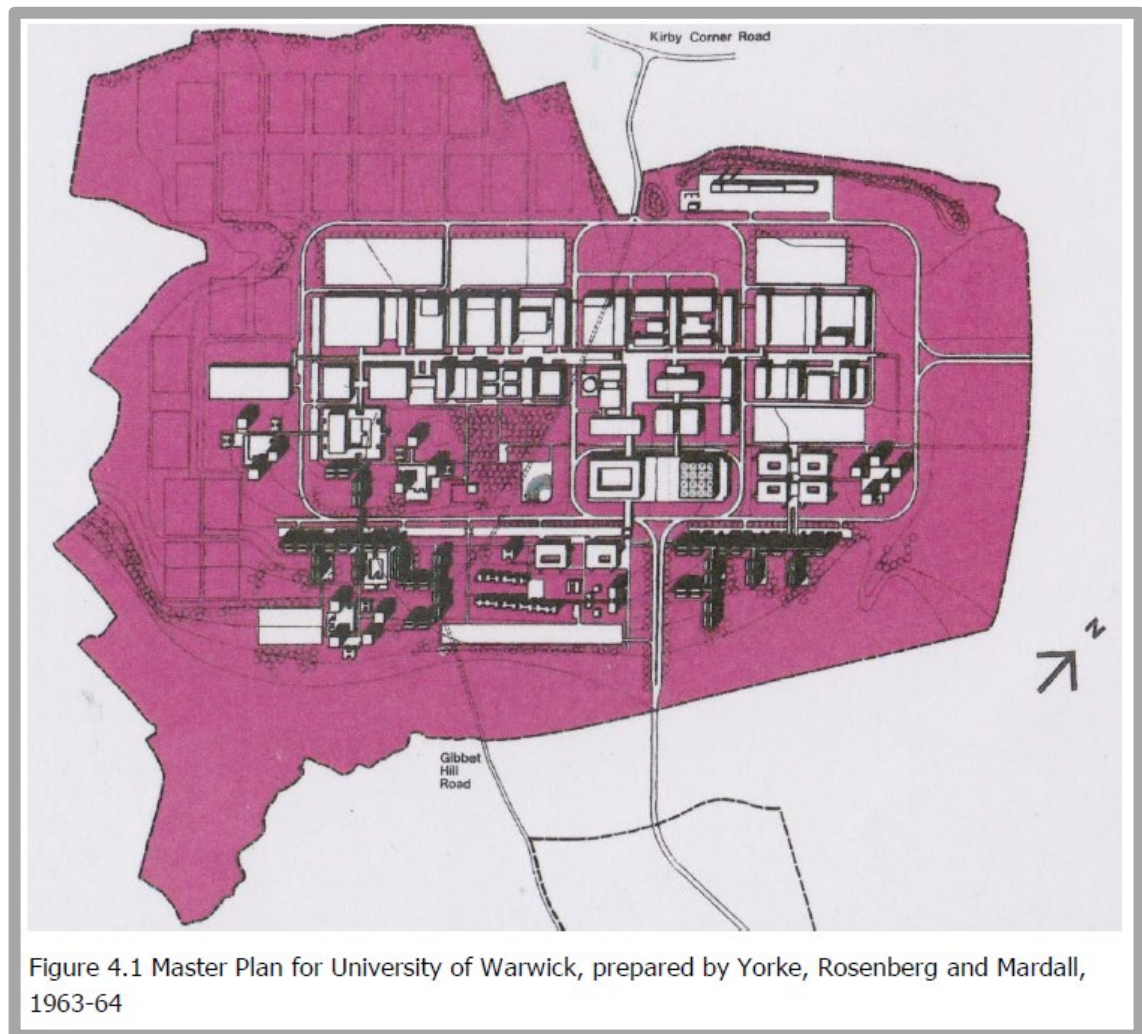 Kirby Corner Road
N
Gibbet
Hill
Road
Figure 4.1 Master Plan for University of Warwick, prepared by Yorke, Rosenberg and Mardall,
1963-64